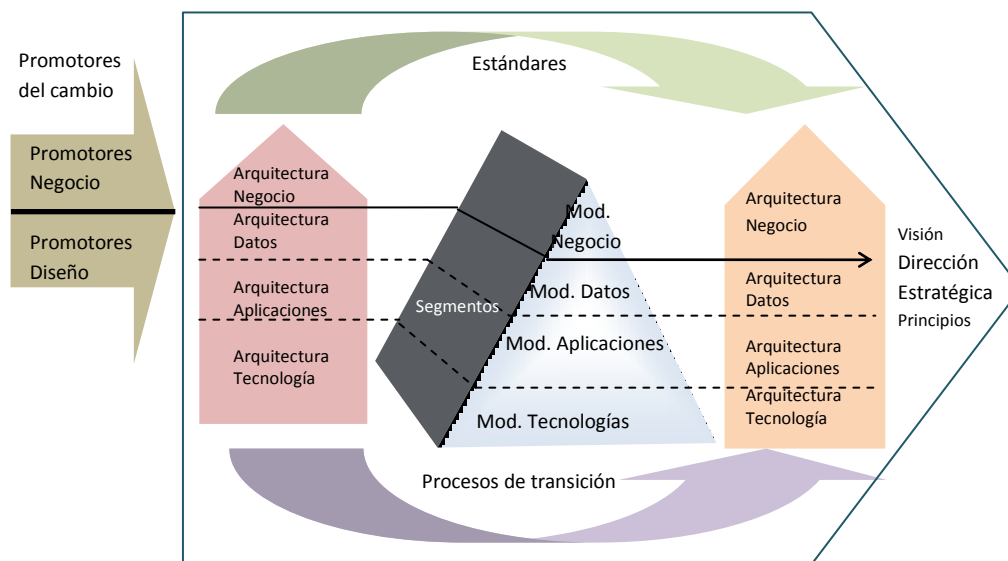 Promotores
del cambio
Promotores
Negocio
Promotores
Diseño
Estándares
Arquitectura
Negocio
Arquitectura
Datos
Arquitectura
Aplicaciones
Arquitectura
Tecnología
Segmentos
Mod.
Negocio
Mod. Datos
Mod. Aplicaciones
Mod. Tecnologías
Arquitectura
Negocio
Arquitectura
Datos
Arquitectura
Aplicaciones
Arquitectura
Tecnología
Visión
Dirección
Estratégica
Principios
Procesos de transición